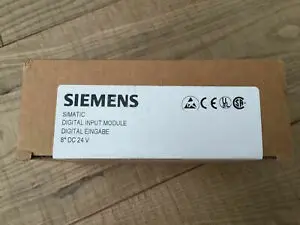 SIEMENS
SIMATIC
DIGITAL INPUT MODULE
DIGITAL EINGABE
8* DC 24 V